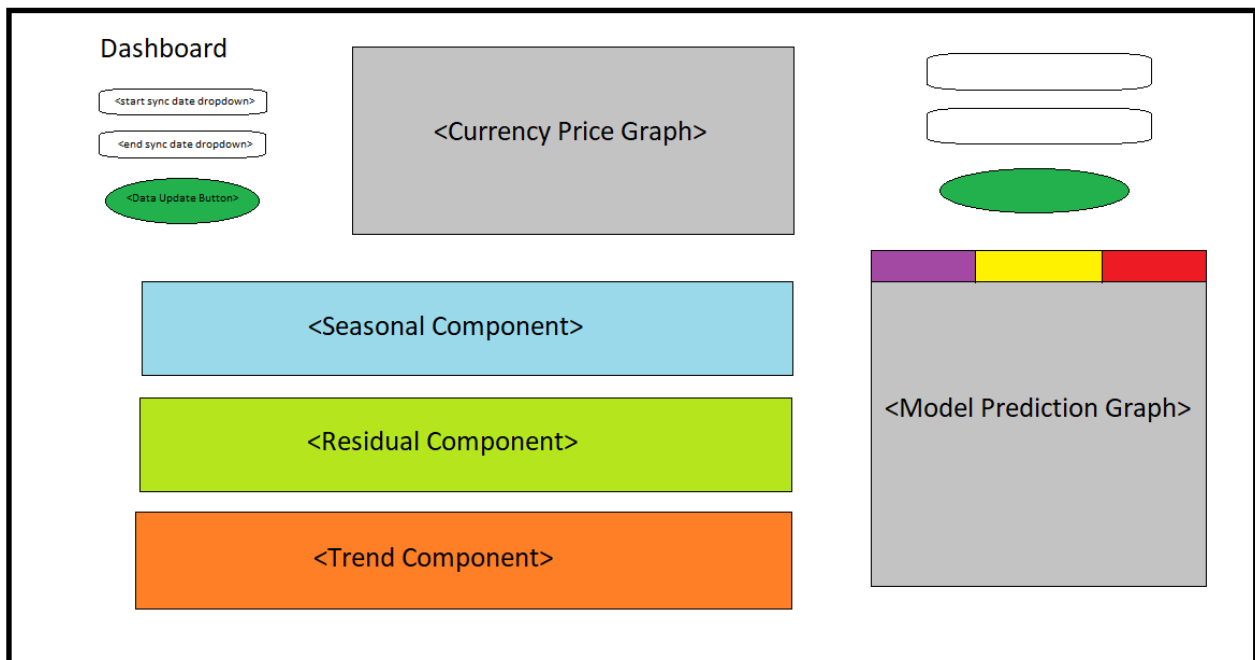 Dashboard
<start sync date dropdown>
<end sync date dropdown>
<Data Update Button>
<Currency Price Graph>
<Seasonal Component>
<Residual Component>
<Trend Component>
<Model Prediction Graph>